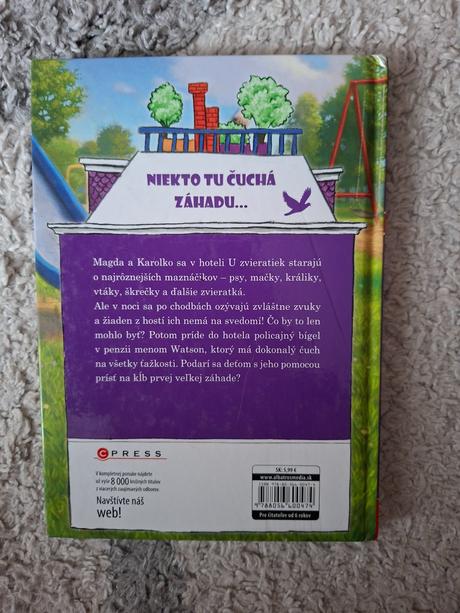 NIEKTO TU ČUCHÁ
ZÁHADU...
Magda a Karolko sa v hoteli U zvieratiek starajú
o najrôznejších maznáčikov – psy, mačky, králiky,
vtáky, škrečky a ďalšie zvieratká.
Ale v noci sa po chodbách ozývajú zvláštne zvuky
a žiaden z hostí ich nemá na svedomí! Čo by to len
mohlo byť? Potom príde do hotela policajný bígel
v penzii menom Watson, ktorý má dokonalý čuch
na všetky ťažkosti. Podarí sa deťom s jeho pomocou
prísť na kĺb prvej veľkej záhade?
CPRESS
V kompletnej ponuke nájdete
už vyše 8 000 knižných titulov
z viacerých zaujímavých odborov.
Navštívte náš
web!
SK: 5,99 €
www.albatrosmedia.sk
9 788056 600474
Pre čitateľov od 6 rokov